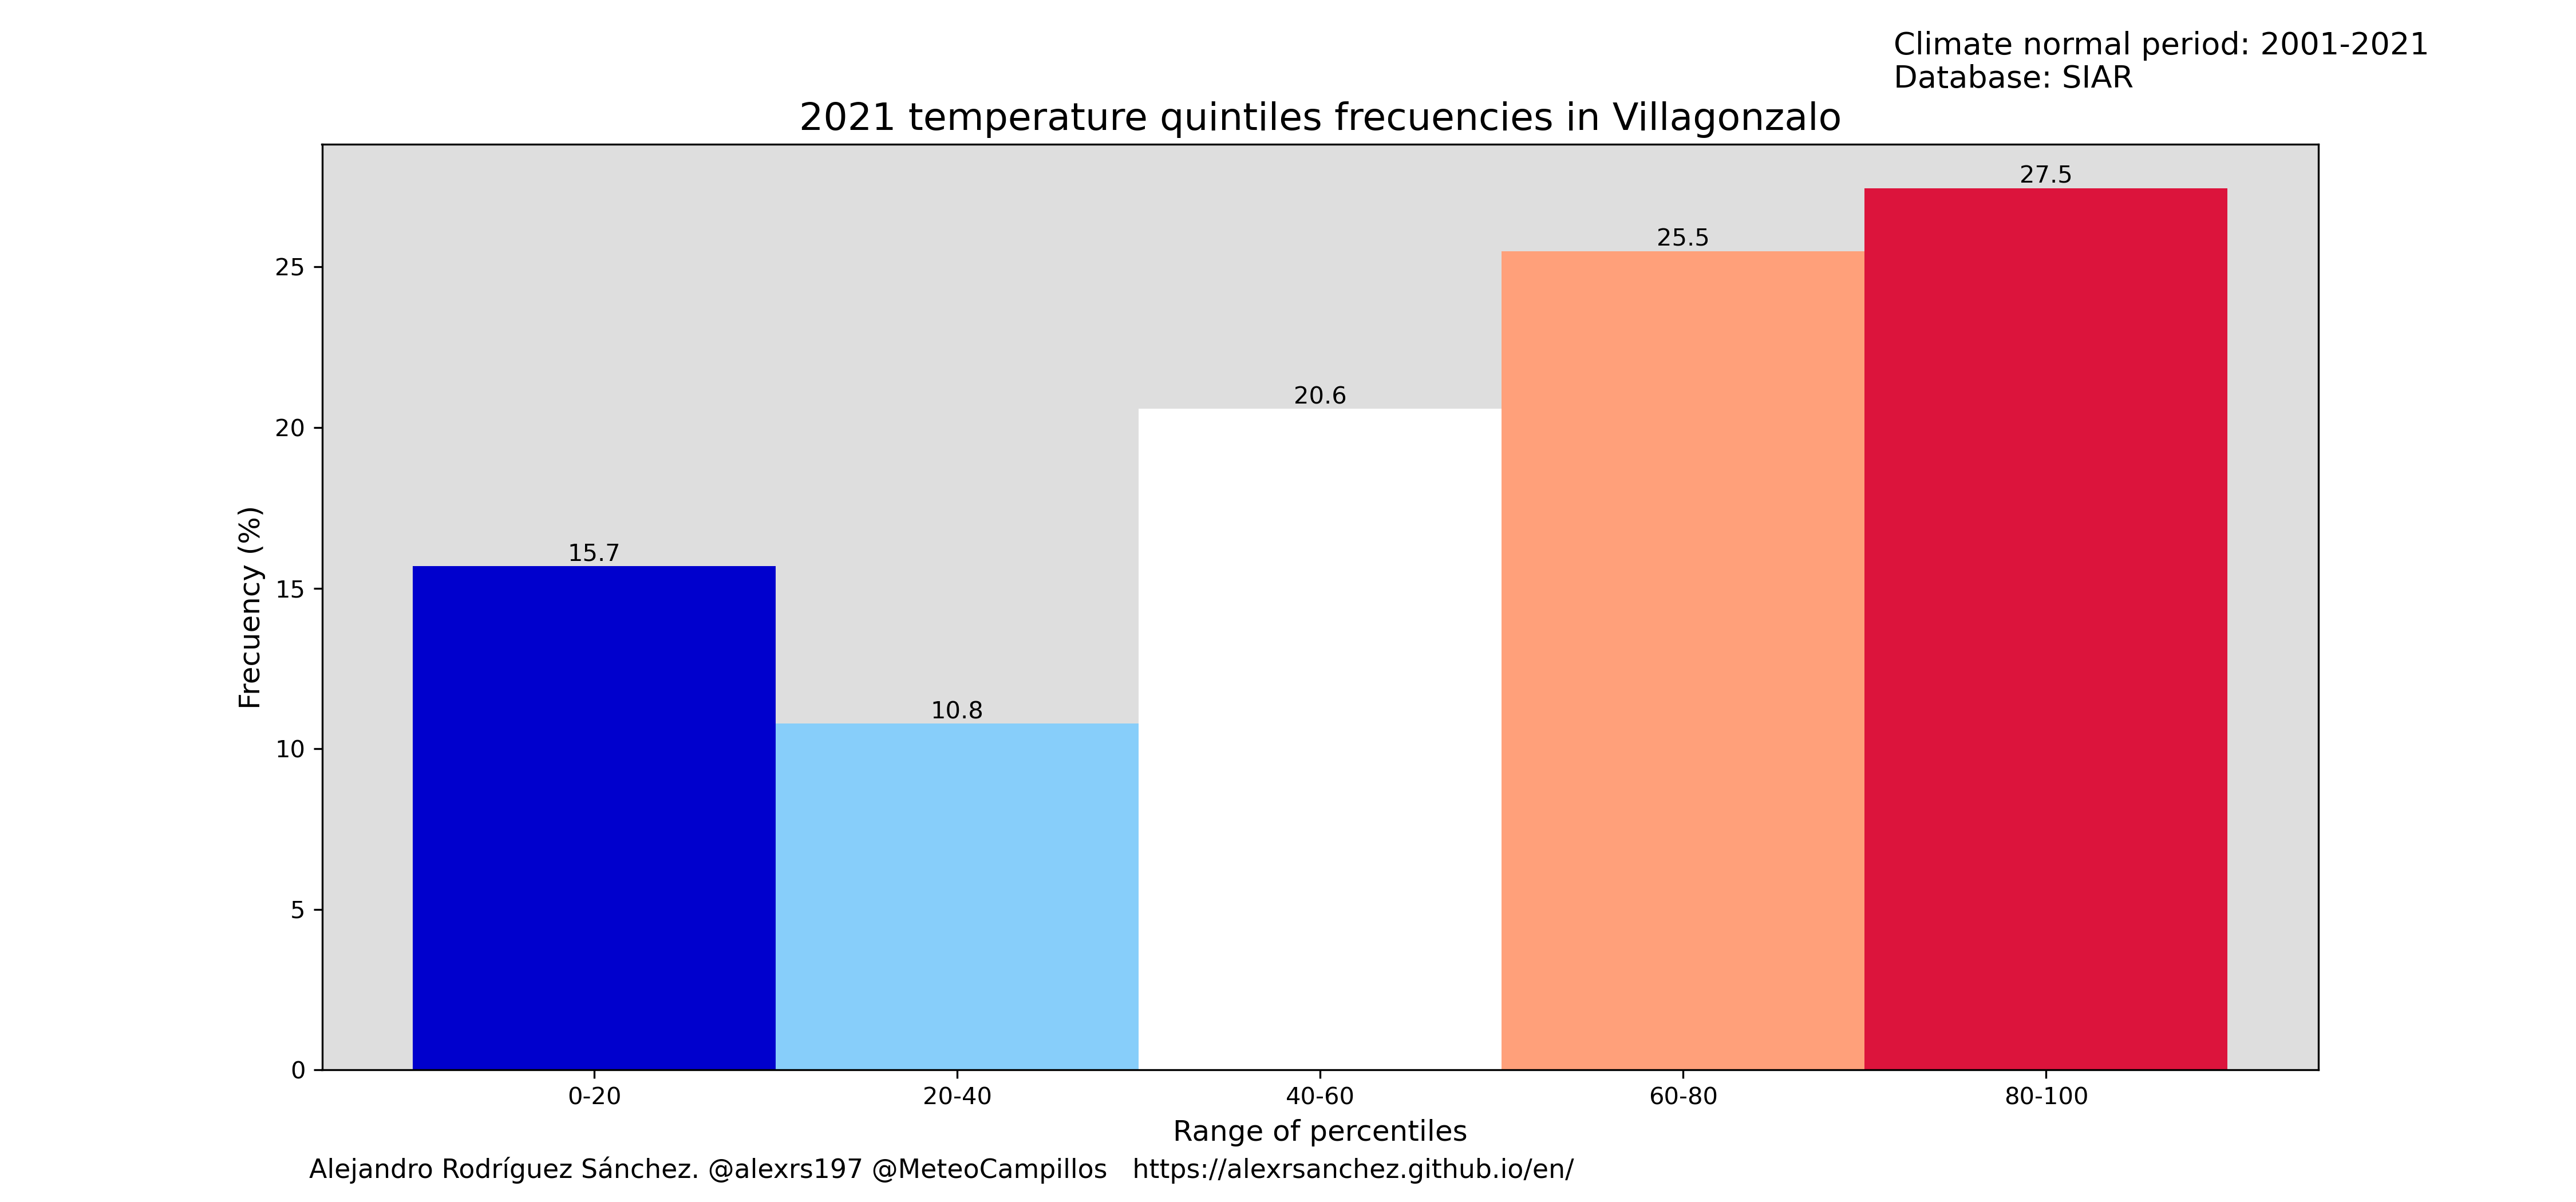 Climate normal period: 2001-2021
Database: SIAR
2021 temperature quintiles frecuencies in Villagonzalo
27.5
25.5
25
20.6
20
15.7
15
10.8
10
5
0
Frecuency (%)
0-20 20-40 40-60 60-80 80-100
Range of percentiles
Alejandro Rodríguez Sánchez. @alexrs197 @MeteoCampillos https://alexrsanchez.github.io/en/